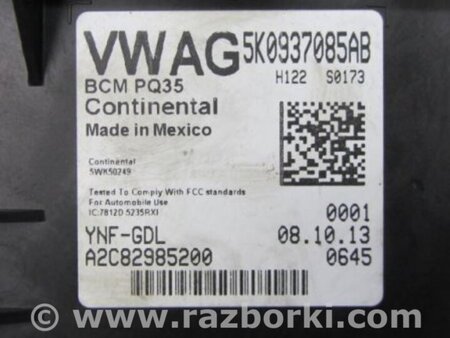 VWAG 5K0937085AB
BCM PQ35 H122 S0173
Continental
Made in Mexico
Continental
5WK50249
Tested To Comply With FCC standards
For Automobile Use
IC:7812D 5235RXI
0001
YNF-GDL 08.10.13
A2C82985200 0645
© www.razborki.com